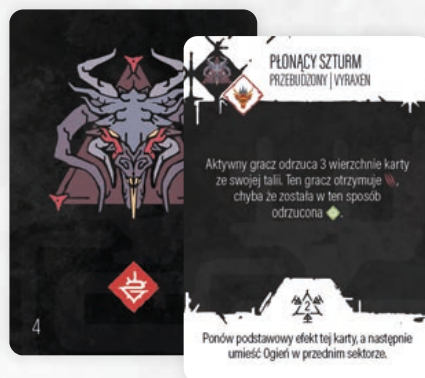 PŁONĄCY SZTURM
PRZEBUDZONY | VYRAXEN
Aktywny gracz odrzuca 3 wierzchnie karty
ze swojej talii. Ten gracz otrzymuje ,
chyba że została w ten sposób
odrzucona .
2
Ponów podstawowy efekt tej karty, a następnie
umieść Ogień w przednim sektorze.
4